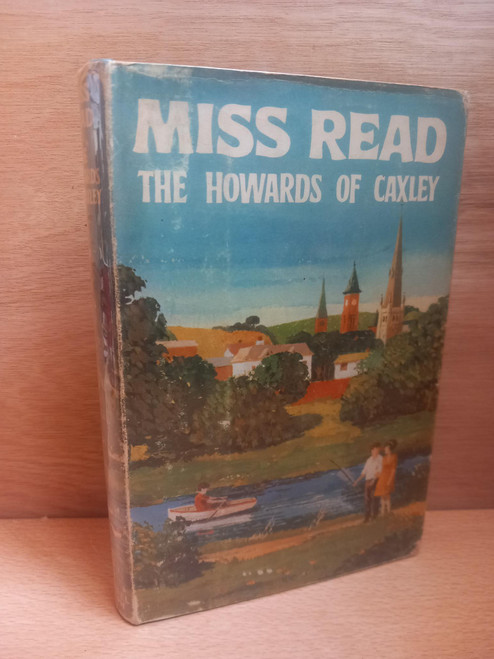 MISS READ
THE HOWARDS OF CAXLEY